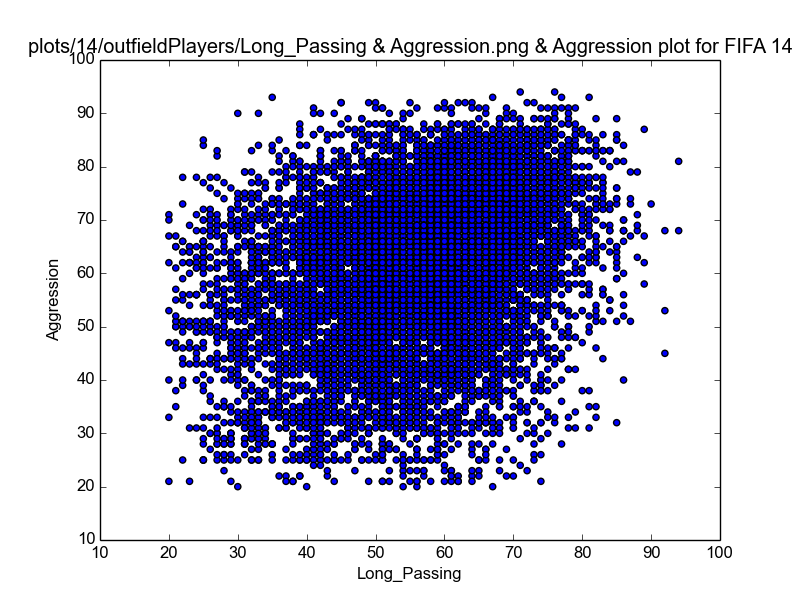 plots/14/outfieldPlayers/Long_Passing & Aggression.png & Aggression plot for FIFA 14
100
90
80
70
60
50
40
30
20
10
Aggression
10 20 30 40 50 60 70 80 90 100
Long_Passing